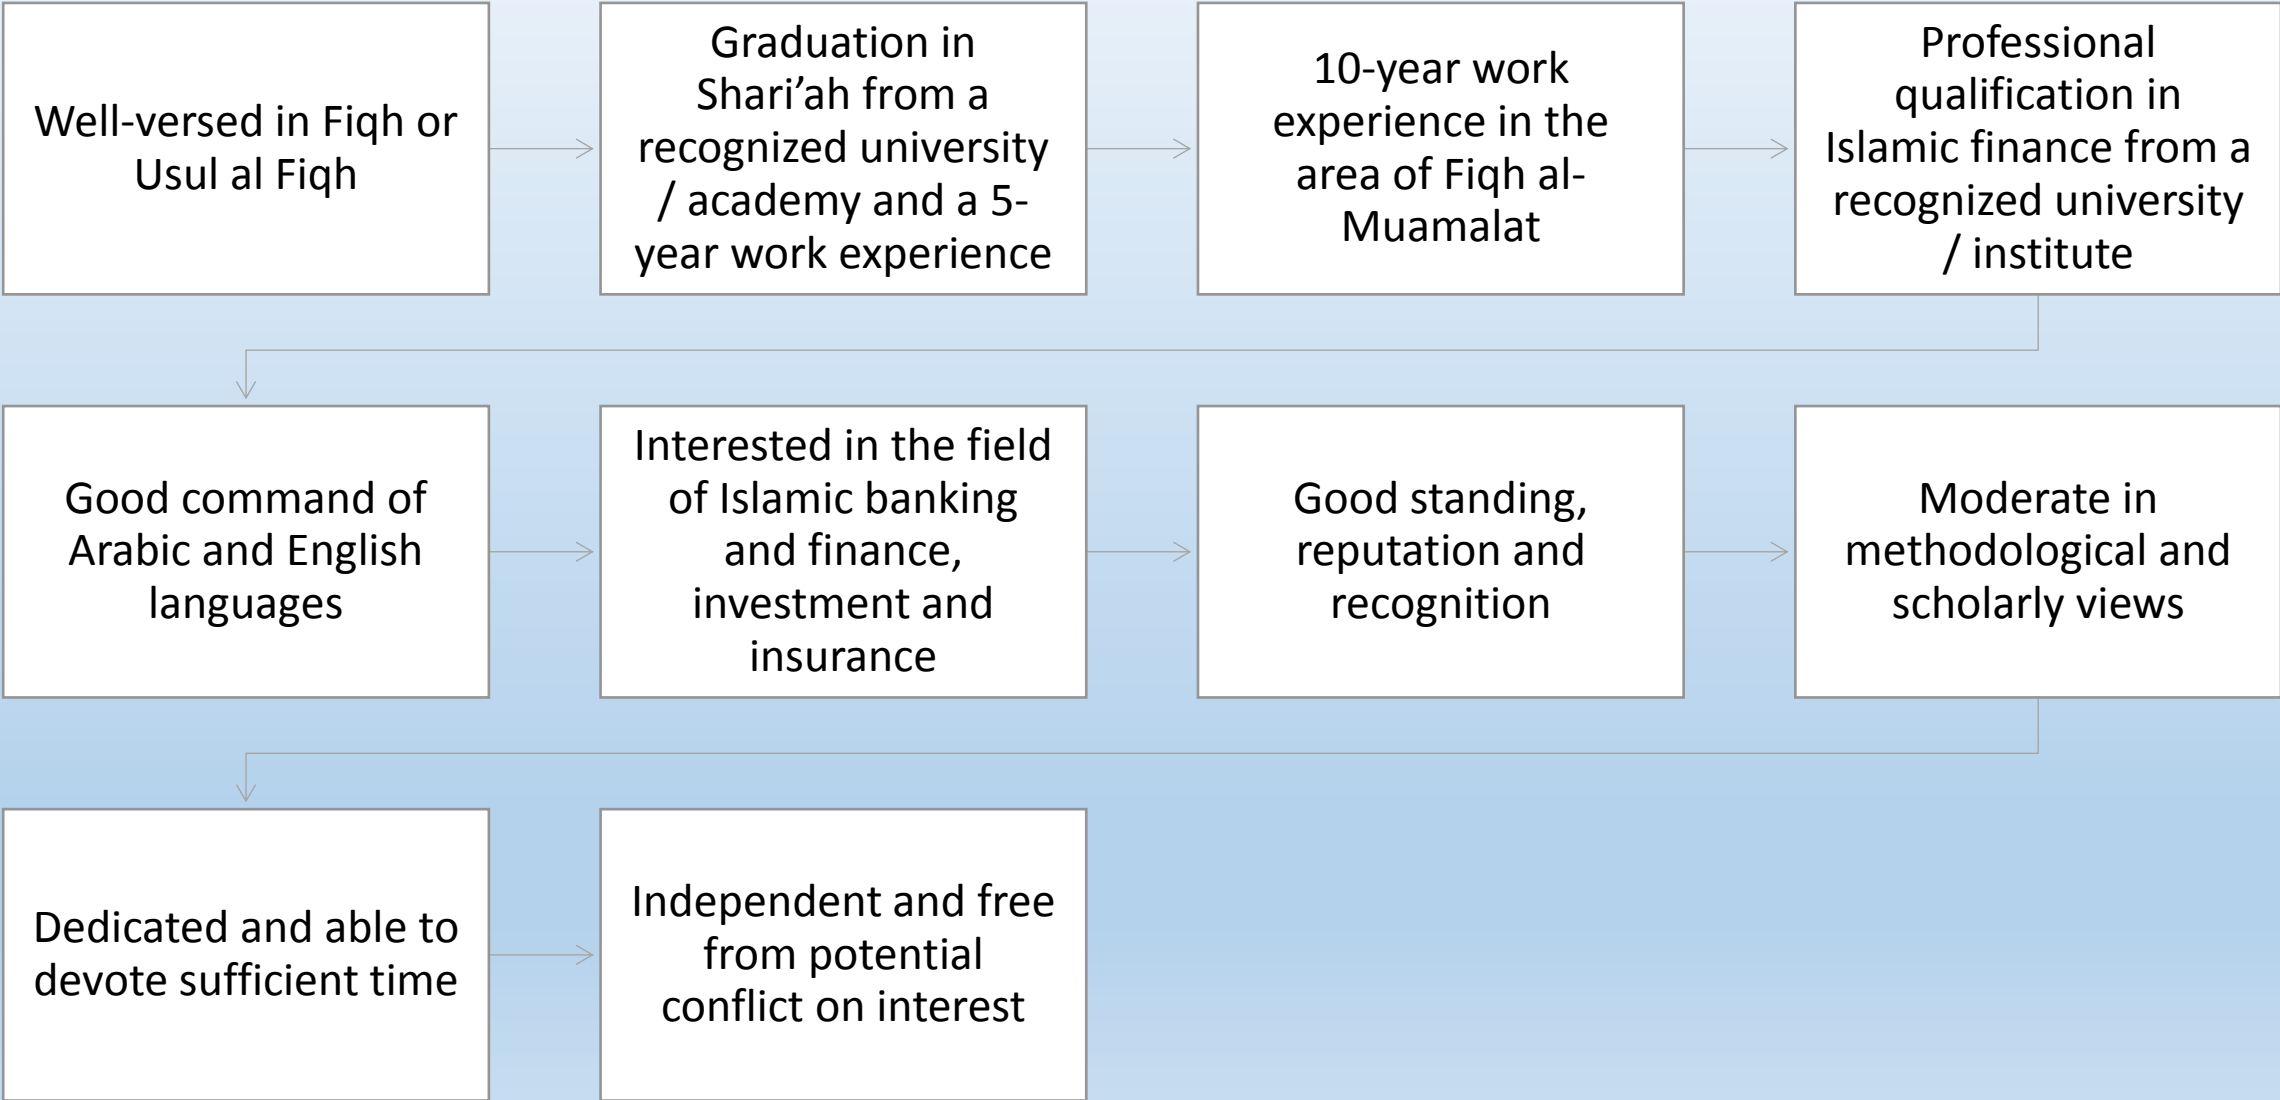 Well-versed in Fiqh or
Usul al Fiqh
Graduation in
Shari’ah from a
recognized university
/ academy and a 5-
year work experience
10-year work
experience in the
area of Fiqh al-
Muamalat
Professional
qualification in
Islamic finance from a
recognized university
/ institute
Good command of
Arabic and English
languages
Interested in the field
of Islamic banking
and finance,
investment and
insurance
Good standing,
reputation and
recognition
Moderate in
methodological and
scholarly views
Dedicated and able to
devote sufficient time
Independent and free
from potential
conflict on interest